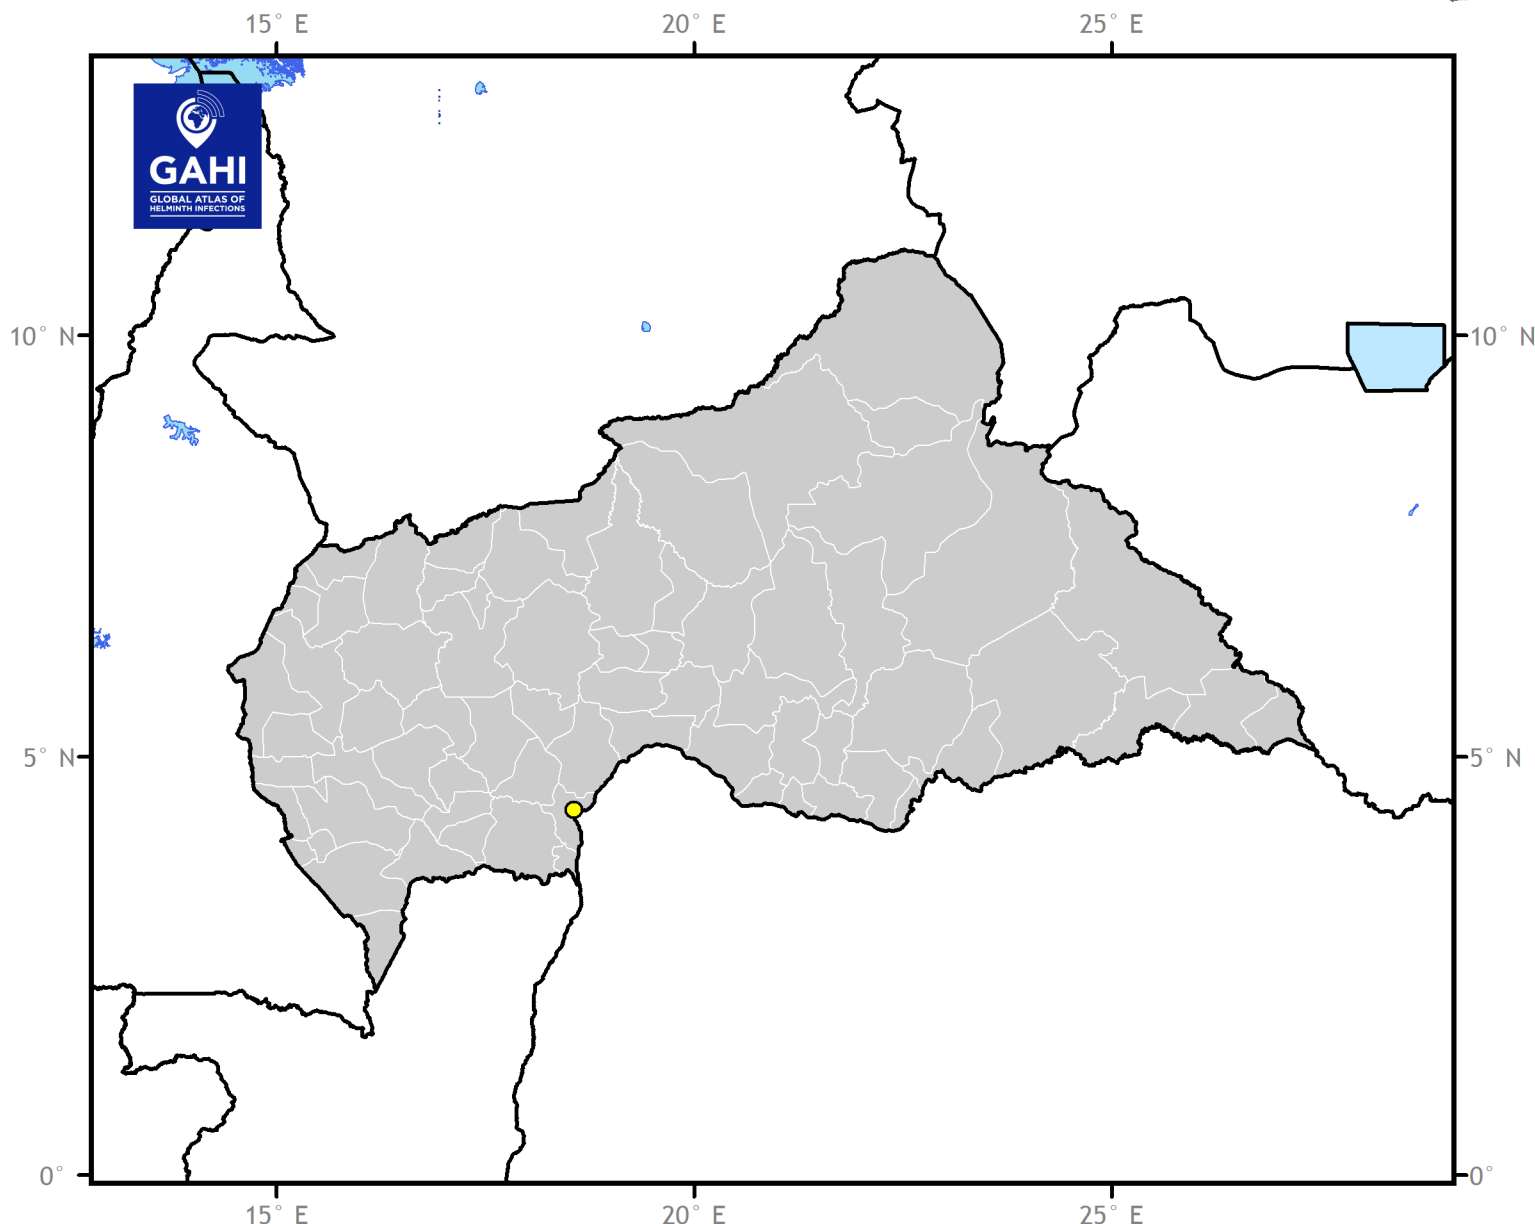 15° E 20° E 25° E
GAHI
GLOBAL ATLAS OF
HELMINTH INFECTIONS
10° N 10° N
5° N 5° N
0° 0°
15° E 20° E 25° E